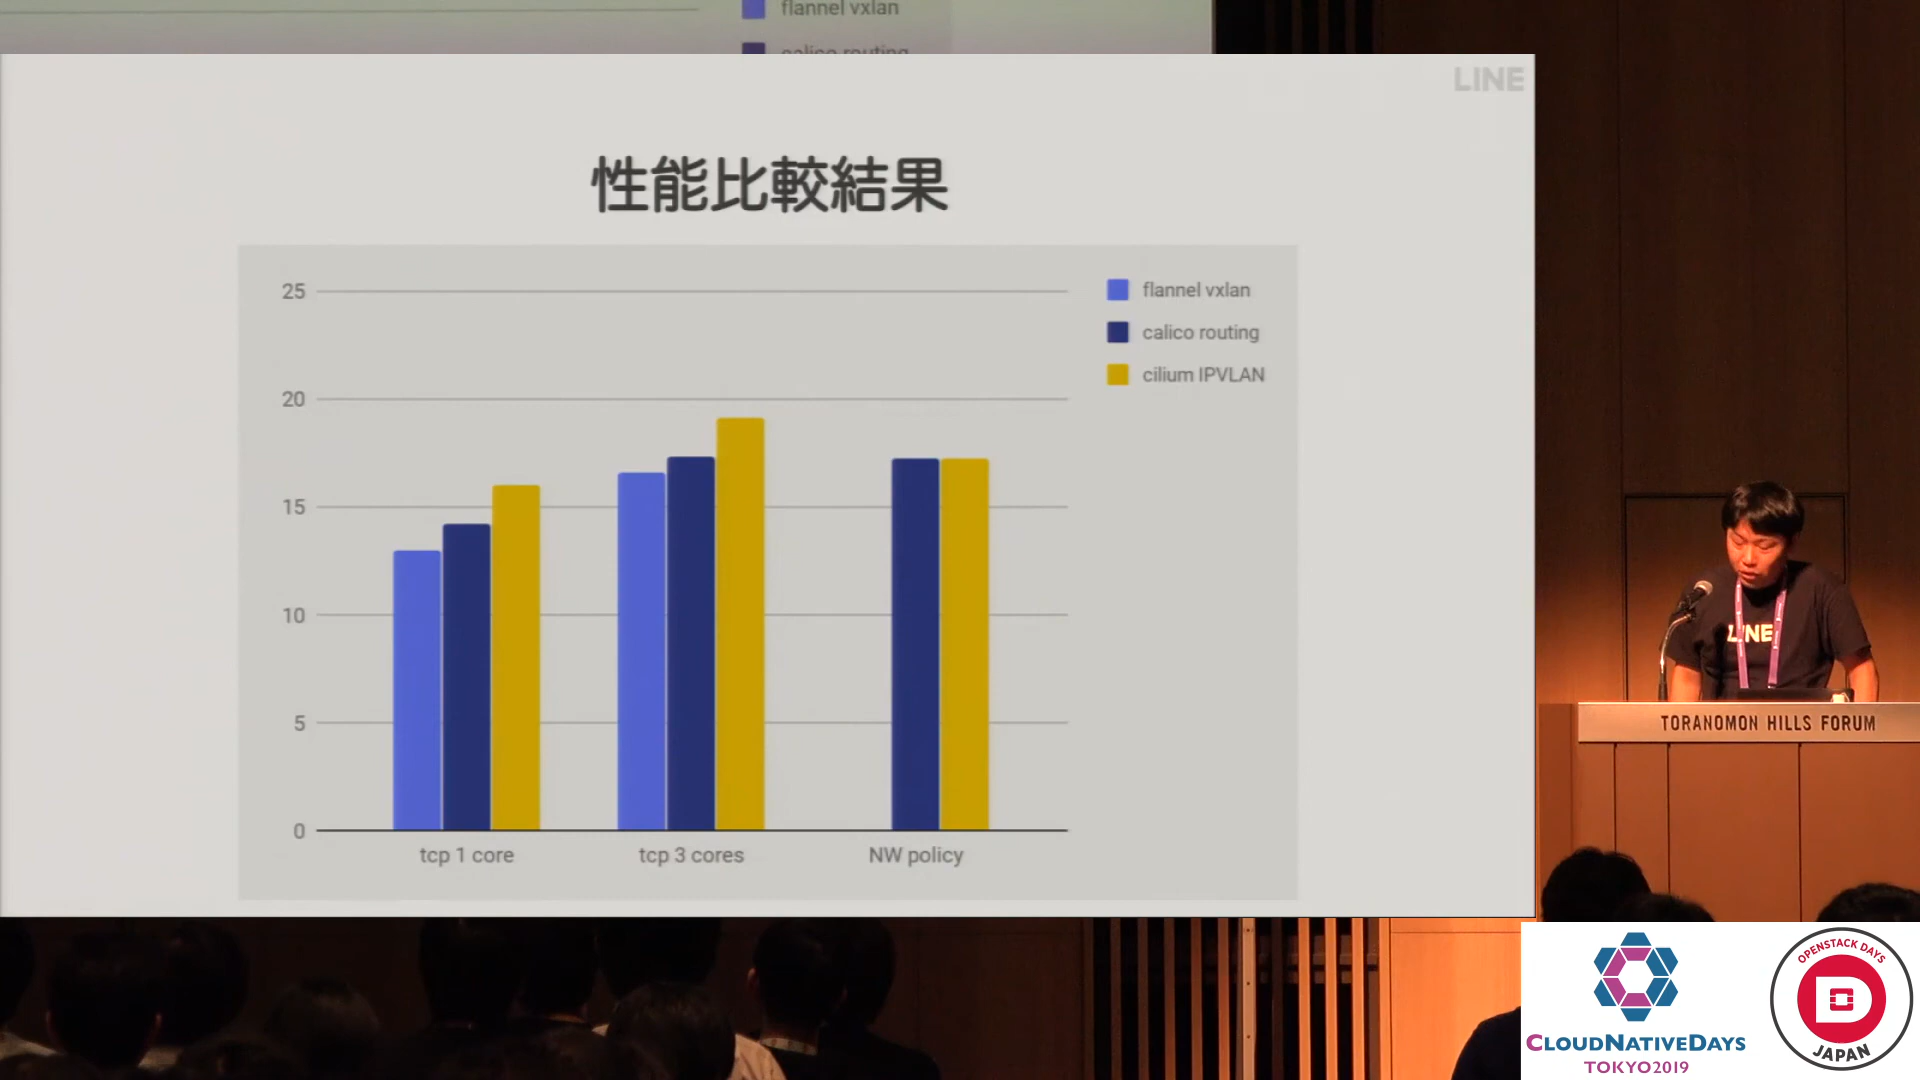 flannel vxlan
calico routing
LINE
性能比較結果
25
20
15
10
5
0
flannel vxlan
calico routing
cilium IPVLAN
tcp 1 core
tcp 3 cores
NW policy
LINE
TORANOMON HILLS FORUM
CLOUDNATIVEDAYS
TOKYO2019
OPENSTACK DAYS
JAPAN